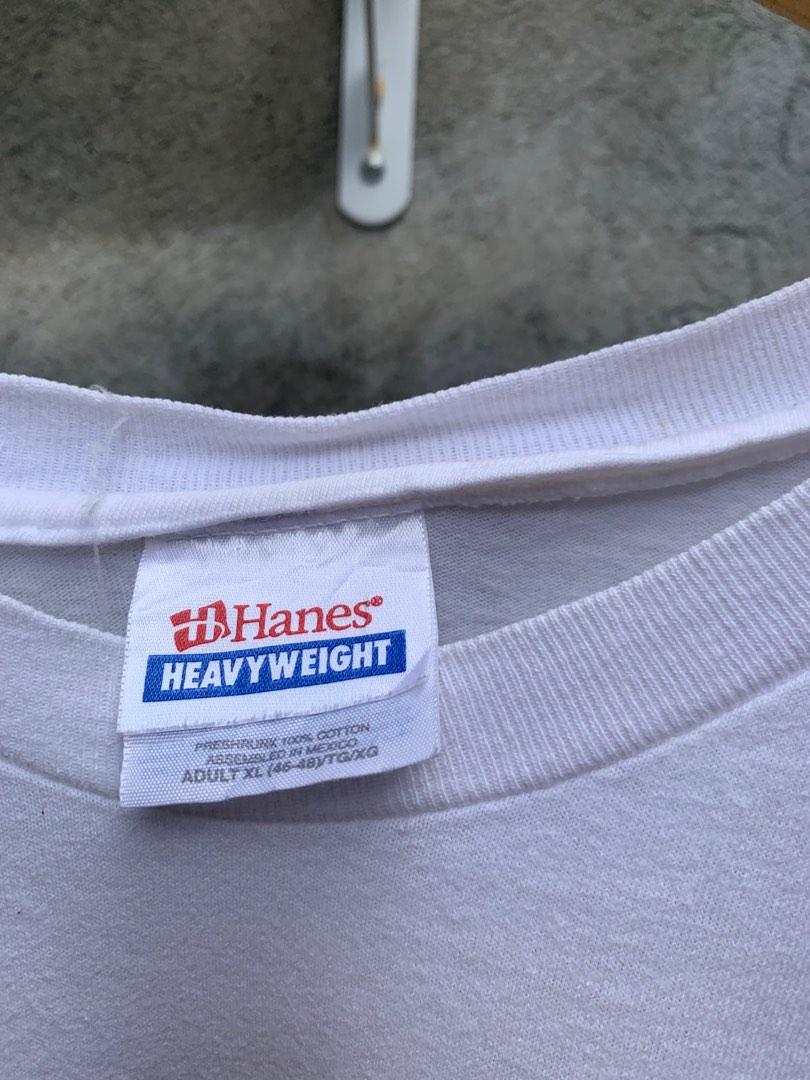 Hanes®
HEAVYWEIGHT
PRESHRUNK 100% COTTON
ASSEMBLED IN MEXICO
ADULT XL (46-48)/TG/XG